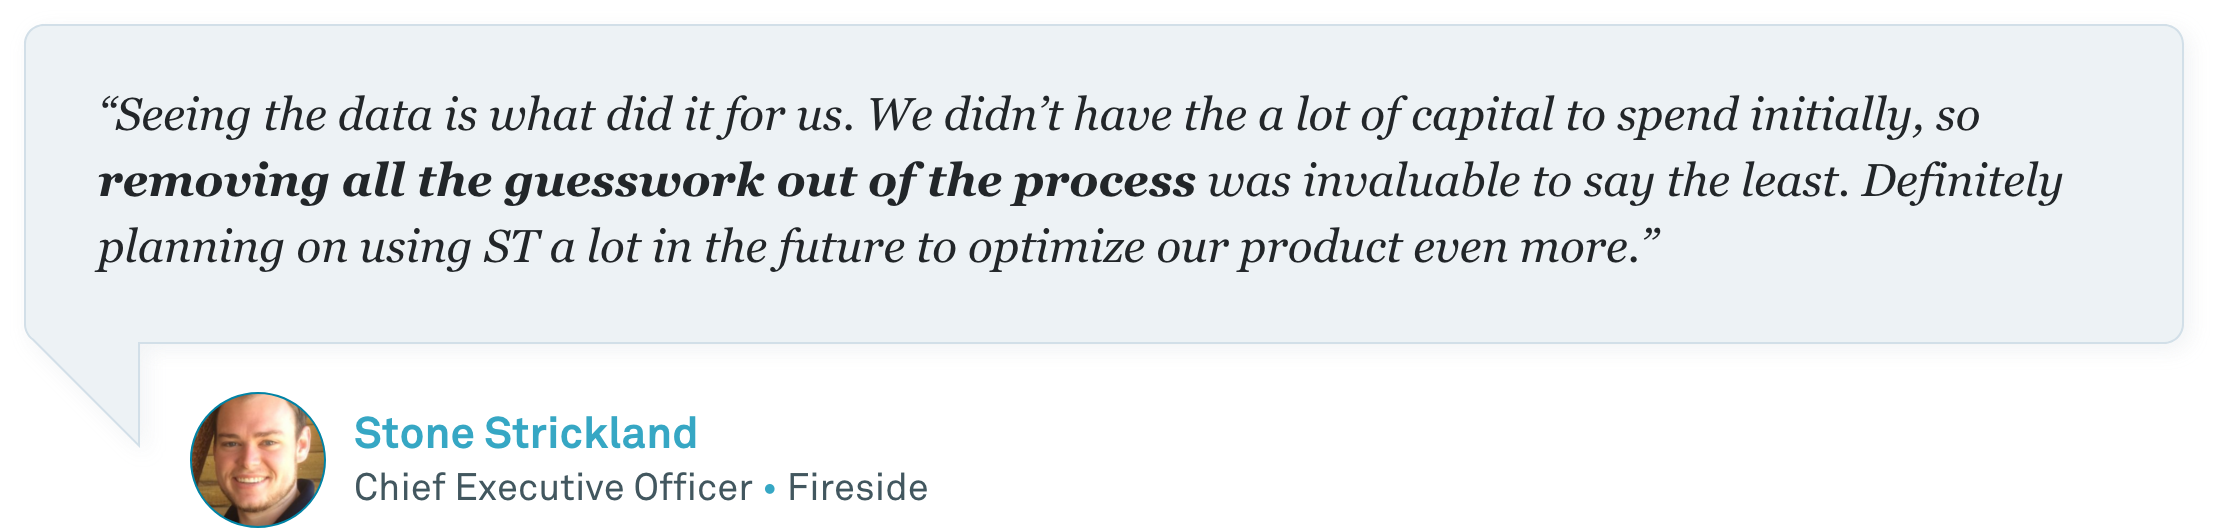 “Seeing the data is what did it for us. We didn’t have the a lot of capital to spend initially, so
removing all the guesswork out of the process was invaluable to say the least. Definitely
planning on using ST a lot in the future to optimize our product even more.”
Stone Strickland
Chief Executive Officer • Fireside